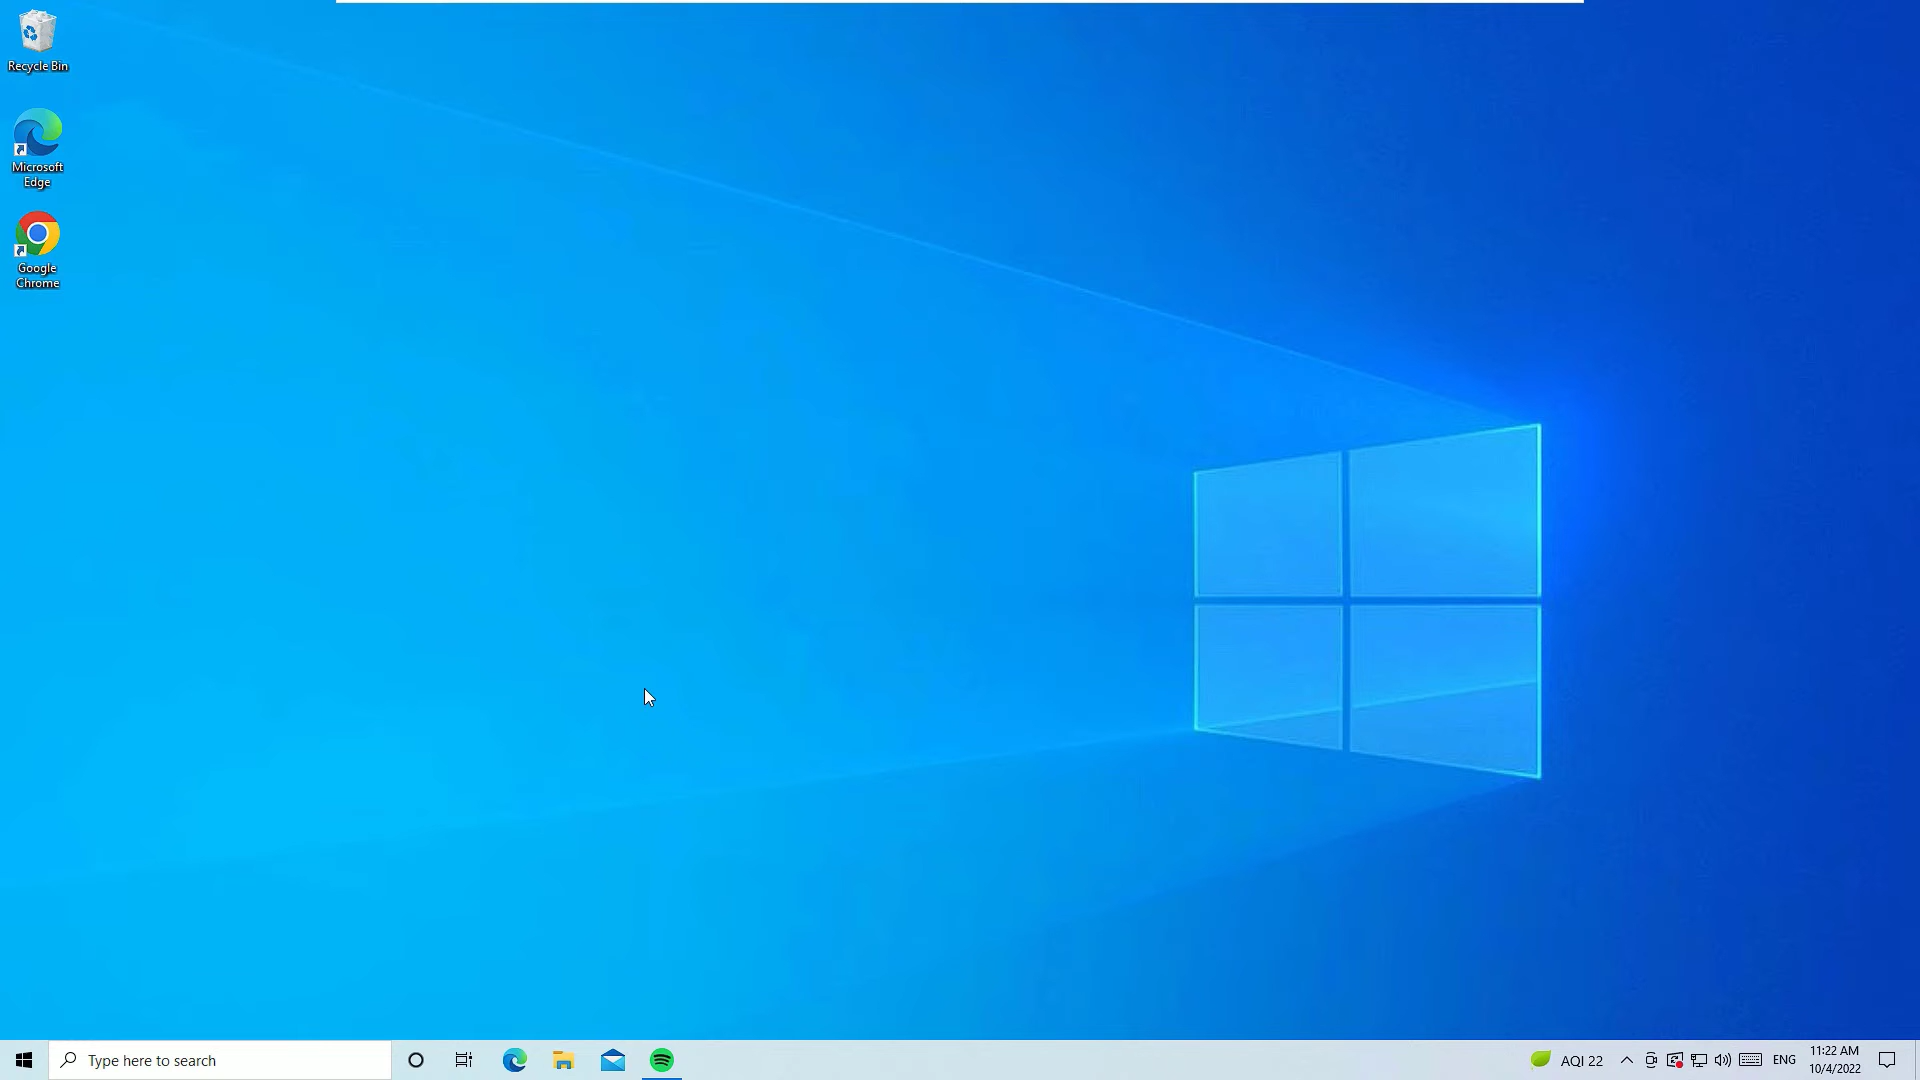 Recycle Bin
Microsoft
Edge
Google
Chrome
Type here to search
AQI 22
ENG
11:22 AM
10/4/2022